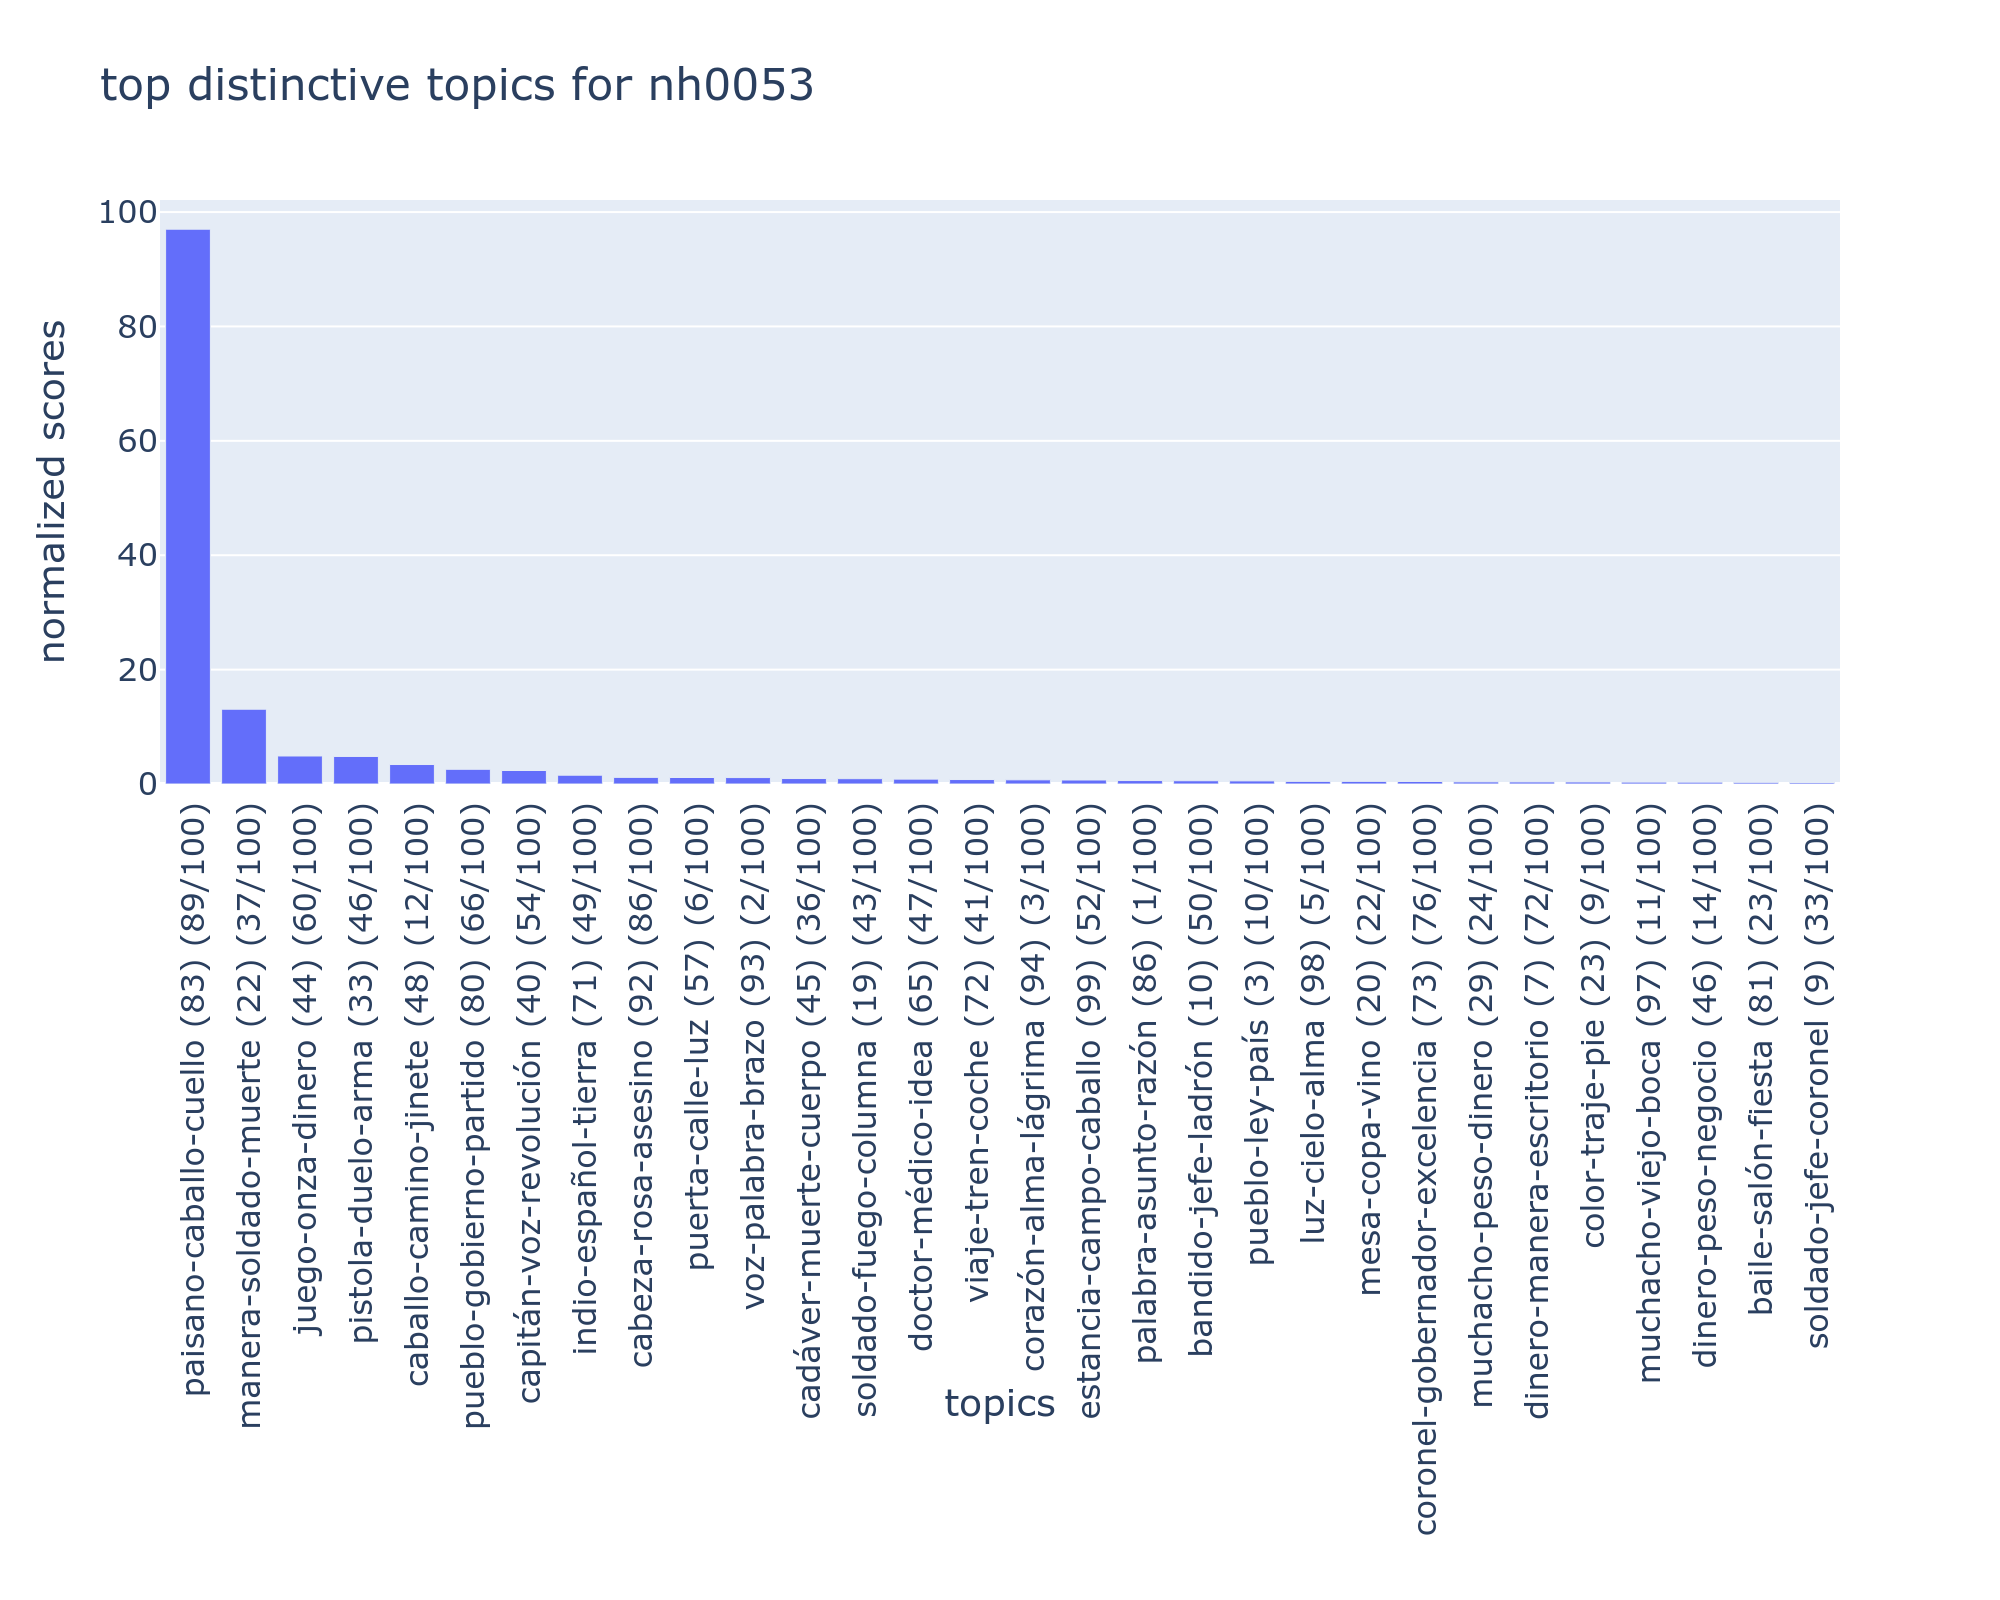 top distinctive topics for nh0053
normalized scores
100
80
60
40
20
0
paisano-caballo-cuello (83) (89/100)
manera-soldado-muerte (22) (37/100)
juego-onza-dinero (44) (60/100)
pistola-duelo-arma (33) (46/100)
caballo-camino-jinete (48) (12/100)
pueblo-gobierno-partido (80) (66/100)
capitán-voz-revolución (40) (54/100)
indio-español-tierra (71) (49/100)
cabeza-rosa-asesino (92) (86/100)
puerta-calle-luz (57) (6/100)
voz-palabra-brazo (93) (2/100)
cadáver-muerte-cuerpo (45) (36/100)
soldado-fuego-columna (19) (43/100)
doctor-médico-idea (65) (47/100)
viaje-tren-coche (72) (41/100)
corazón-alma-lágrima (94) (3/100)
estancia-campo-caballo (99) (52/100)
palabra-asunto-razón (86) (1/100)
bandido-jefe-ladrón (10) (50/100)
pueblo-ley-país (3) (10/100)
luz-cielo-alma (98) (5/100)
mesa-copa-vino (20) (22/100)
coronel-gobernador-excelencia (73) (76/100)
muchacho-peso-dinero (29) (24/100)
dinero-manera-escritorio (7) (72/100)
color-traje-pie (23) (9/100)
muchacho-viejo-boca (97) (11/100)
dinero-peso-negocio (46) (14/100)
baile-salón-fiesta (81) (23/100)
soldado-jefe-coronel (9) (33/100)
topics